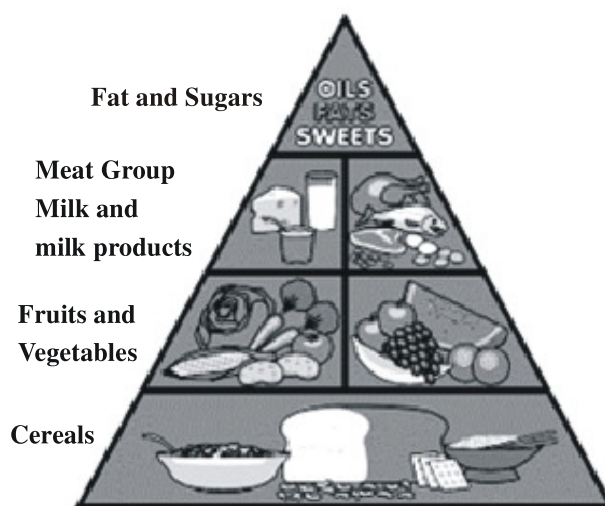 Fat and Sugars
OILS
FATS
SWEETS
Meat Group
Milk and
milk products
Fruits and
Vegetables
Cereals